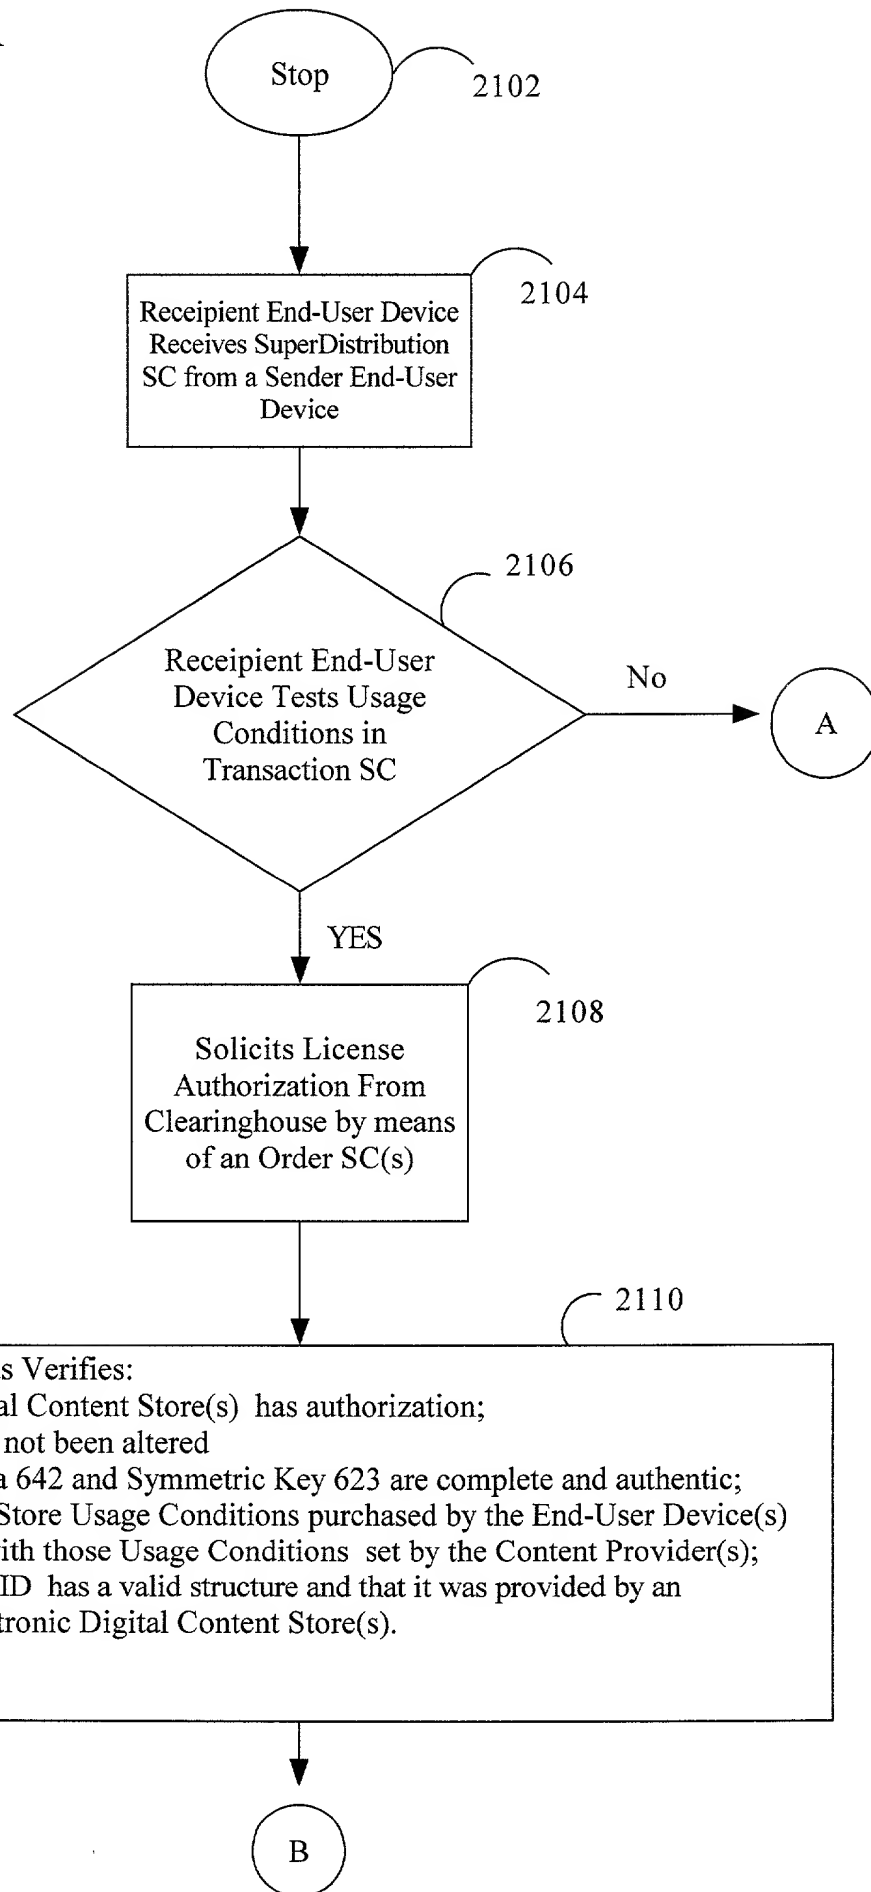 Stop
2102
2104
Receipient End-User Device
Receives SuperDistribution
SC from a Sender End-User
Device
2106
Receipient End-User
Device Tests Usage
Conditions in
Transaction SC
No
A
YES
2108
Solicits License
Authorization From
Clearinghouse by means
of an Order SC(s)
2110
s Verifies:
al Content Store(s) has authorization;
not been altered
a 642 and Symmetric Key 623 are complete and authentic;
Store Usage Conditions purchased by the End-User Device(s)
ith those Usage Conditions set by the Content Provider(s);
ID has a valid structure and that it was provided by an
tronic Digital Content Store(s).
B